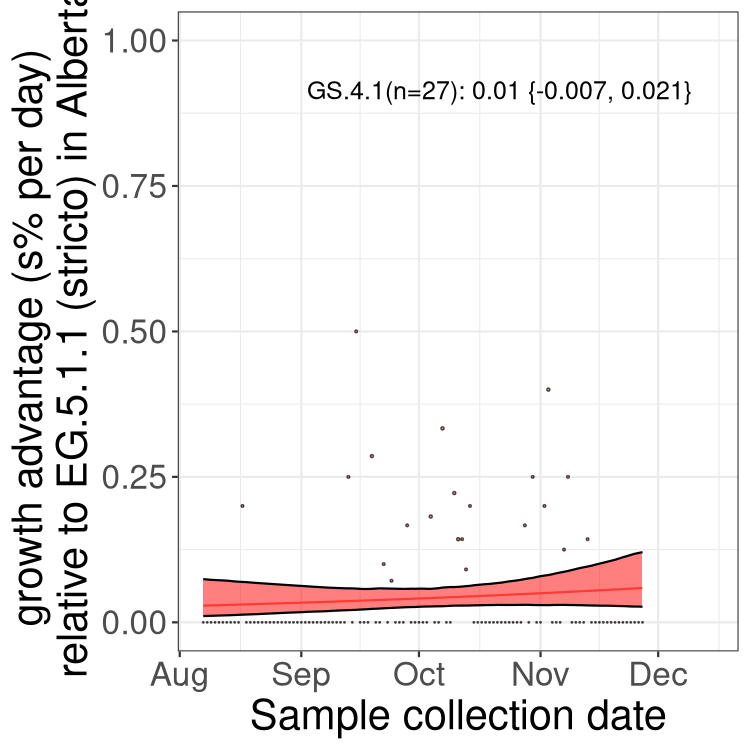 growth advantage (s% per day)
relative to EG.5.1.1 (stricto) in Alberta
1.00
0.75
0.50
0.25
0.00
GS.4.1(n=27): 0.01 {-0.007, 0.021}
Aug Sep Oct Nov Dec
Sample collection date